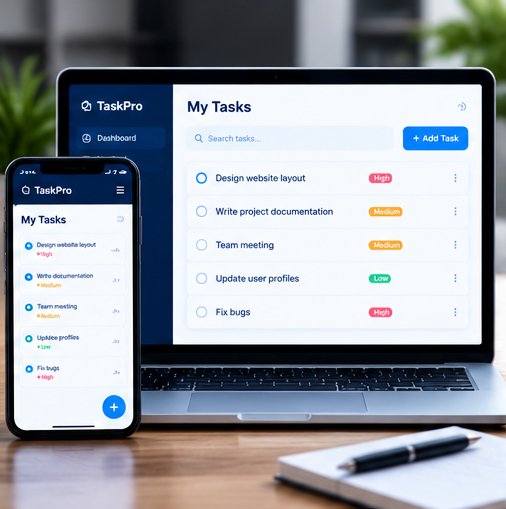 TaskPro
Dashboard
My Tasks
Search tasks...
+ Add Task
Design website layout High
Write project documentation Medium
Team meeting Medium
Update user profiles Low
Fix bugs High
TaskPro
My Tasks
Design website layout
High
Write documentation
Medium
Team meeting
Medium
profiles
Low
Fix bugs
High
+